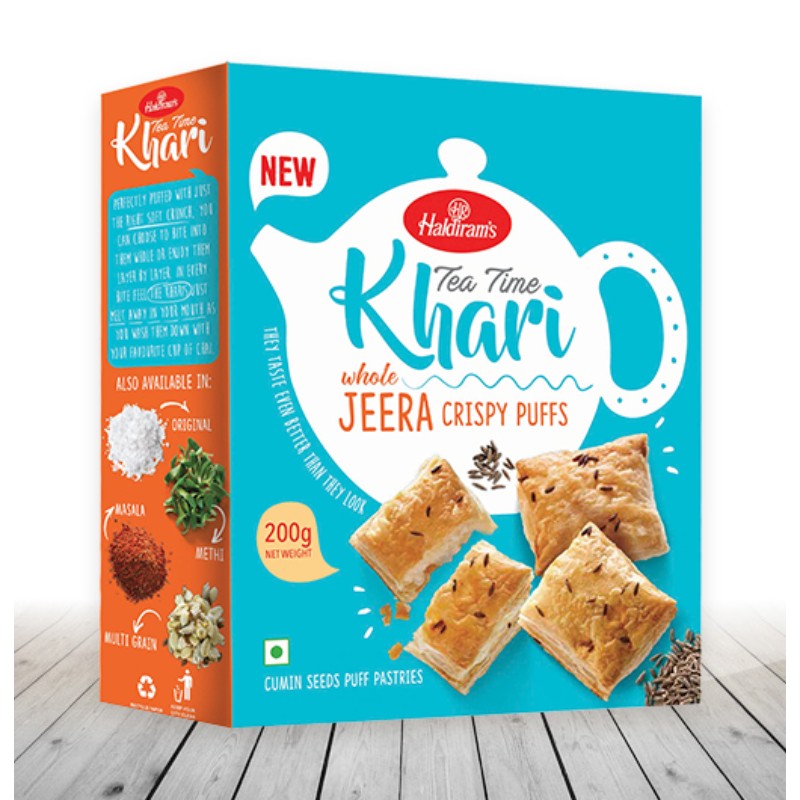 Haldiram's
Tea Time
Khari
PERFECTLY PUFFED WITH JUST
THE RIGHT SOFT CRUNCH, YOU
CAN CHOOSE TO BITE INTO
THEM WHOLE OR ENJOY THEM
LAYER BY LAYER. IN EVERY
BITE FEEL THE KHARIS JUST
MELT AWAY IN YOUR MOUTH AS
YOU WASH THEM DOWN WITH
YOUR FAVOURITE CUP OF CHAI.
ALSO AVAILABLE IN:
ORIGINAL
MASALA
METHI
MULTI GRAIN
NEW
HR
Haldiram's
Tea Time
Khari
whole
JEERA CRISPY PUFFS
THEY TASTE EVEN BETTER THAN THEY LOOK
200g
NET WEIGHT
CUMIN SEEDS PUFF PASTRIES